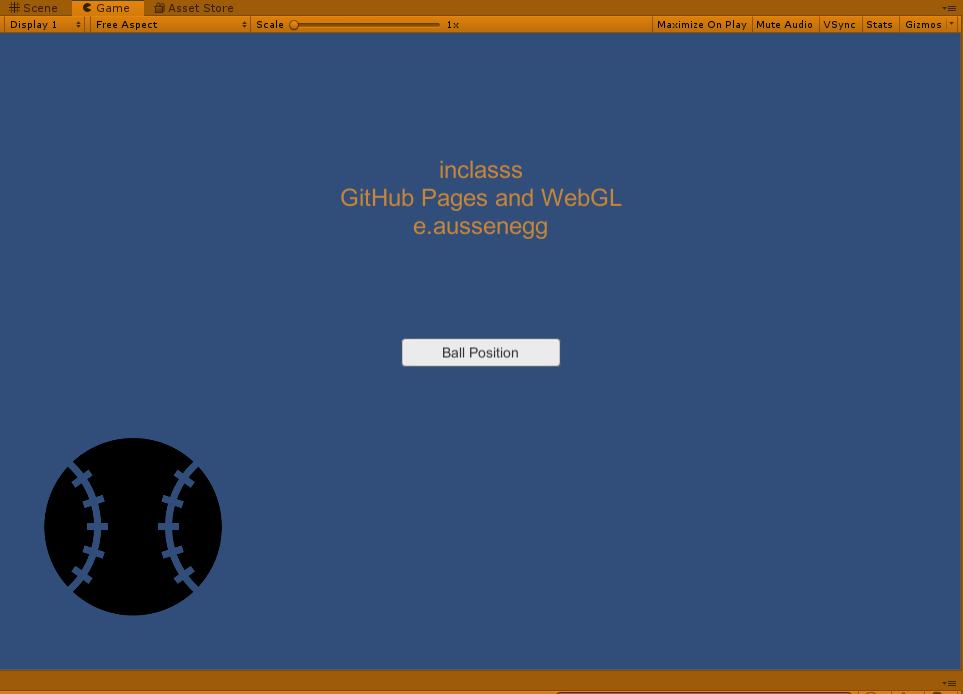 Scene Game Asset Store
Display 1 Free Aspect Scale 1x Maximize On Play Mute Audio VSync Stats Gizmos
inclasss
GitHub Pages and WebGL
e.aussenegg
Ball Position